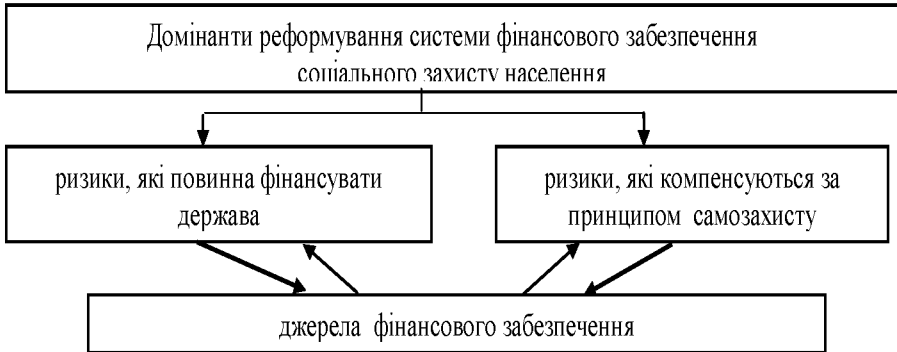 Домінанти реформування системи фінансового забезпечення
соціального захисту населення
ризики, які повинна фінансувати
держава
ризики, які компенсуються за
принципом самозахисту
джерела фінансового забезпечення